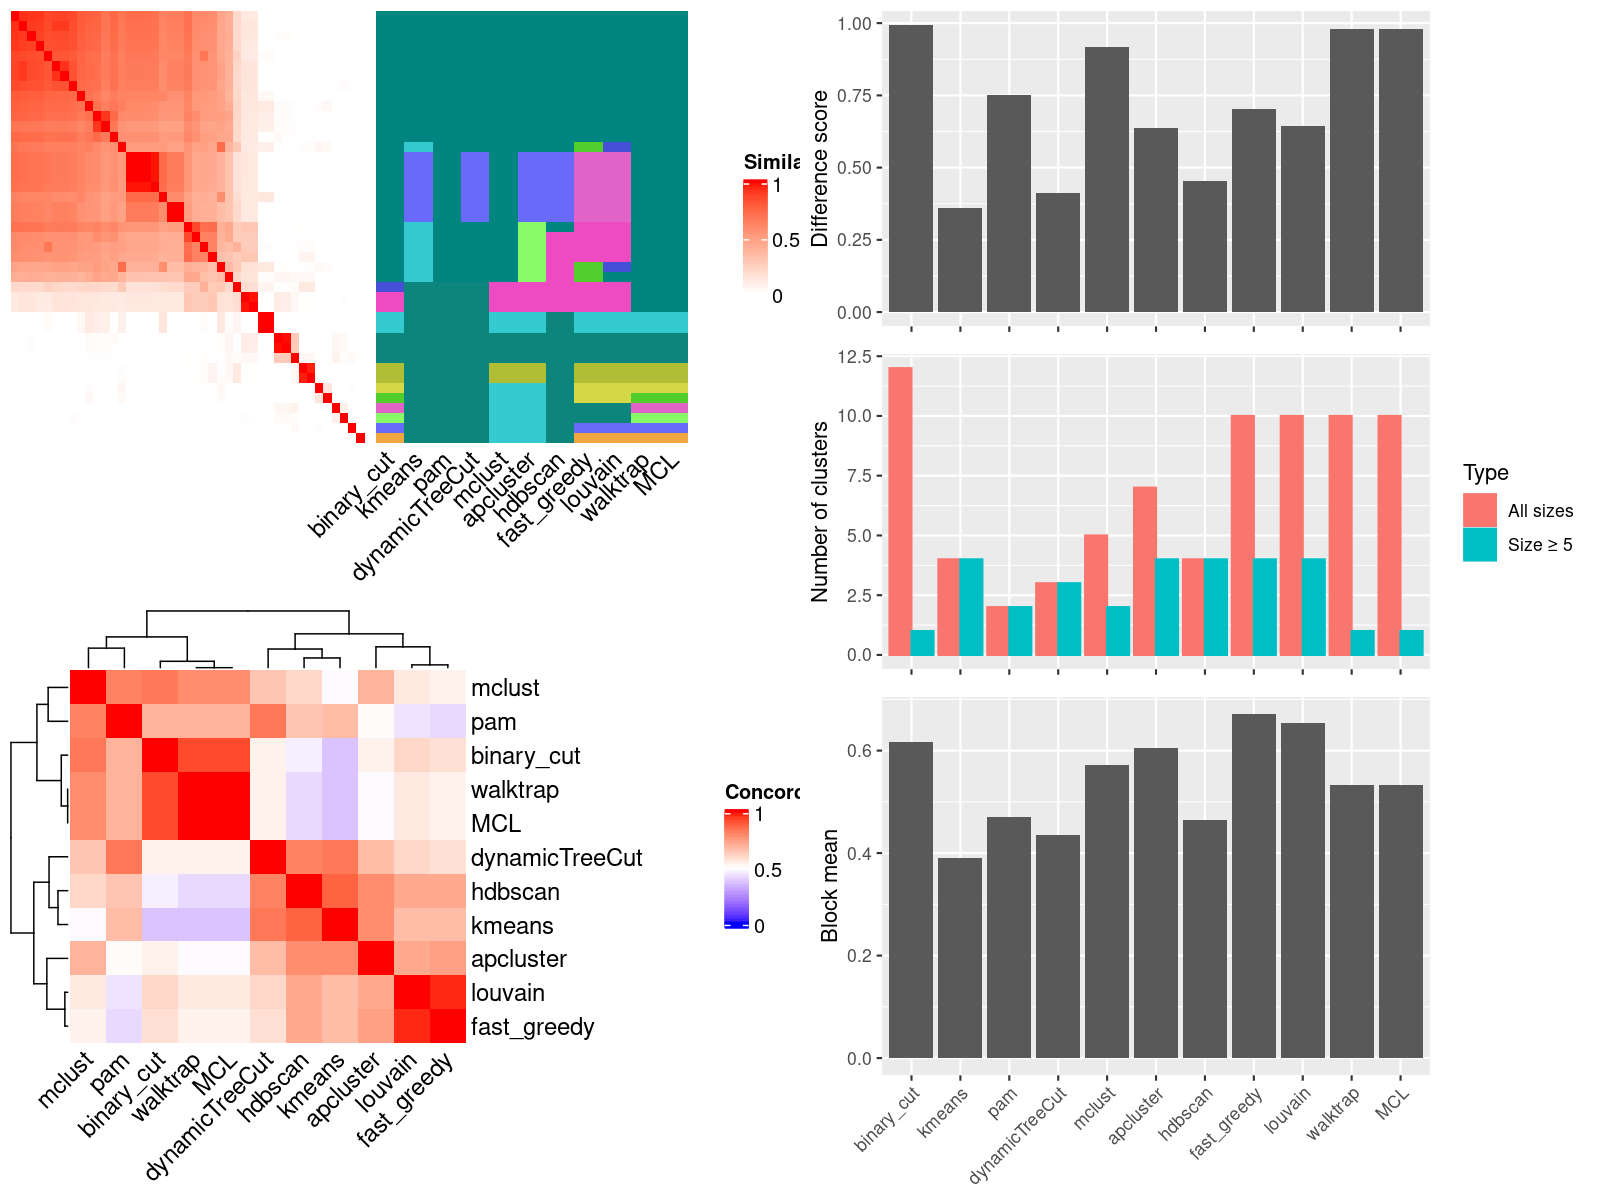 Simila
1
0.5
0
binary_cut
kmeans
pam
dynamicTreeCut
mclust
apcluster
hdbscan
fast_greedy
louvain
walktrap
MCL
mclust
pam
binary_cut
walktrap
MCL
dynamicTreeCut
hdbscan
kmeans
apcluster
louvain
fast_greedy
Concord
1
0.5
0
mclust
pam
binary_cut
walktrap
MCL
dynamicTreeCut
hdbscan
kmeans
apcluster
louvain
fast_greedy
Difference score
1.00
0.75
0.50
0.25
0.00
Number of clusters
12.5
10.0
7.5
5.0
2.5
0.0
Type
All sizes
Size ≥ 5
Block mean
0.6
0.4
0.2
0.0
binary_cut
kmeans
pam
dynamicTreeCut
mclust
apcluster
hdbscan
fast_greedy
louvain
walktrap
MCL